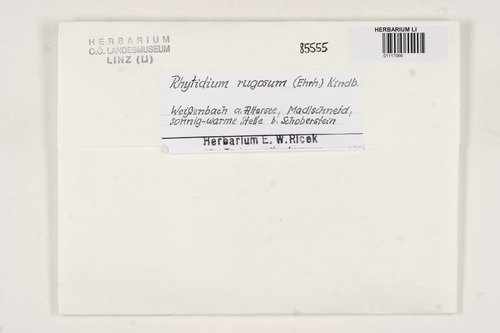 HERBARIUM
O.Ö. LANDESMUSEUM
LINZ (LI)
85555
HERBARIUM LI
01117066
Rhytidium rugosum (Ehrh.) Kindb.
Weißenbach a. Attersee, Madlschneid,
sonnig-warme Stelle b. Schoberstein
Herbarium E. W. Ricek